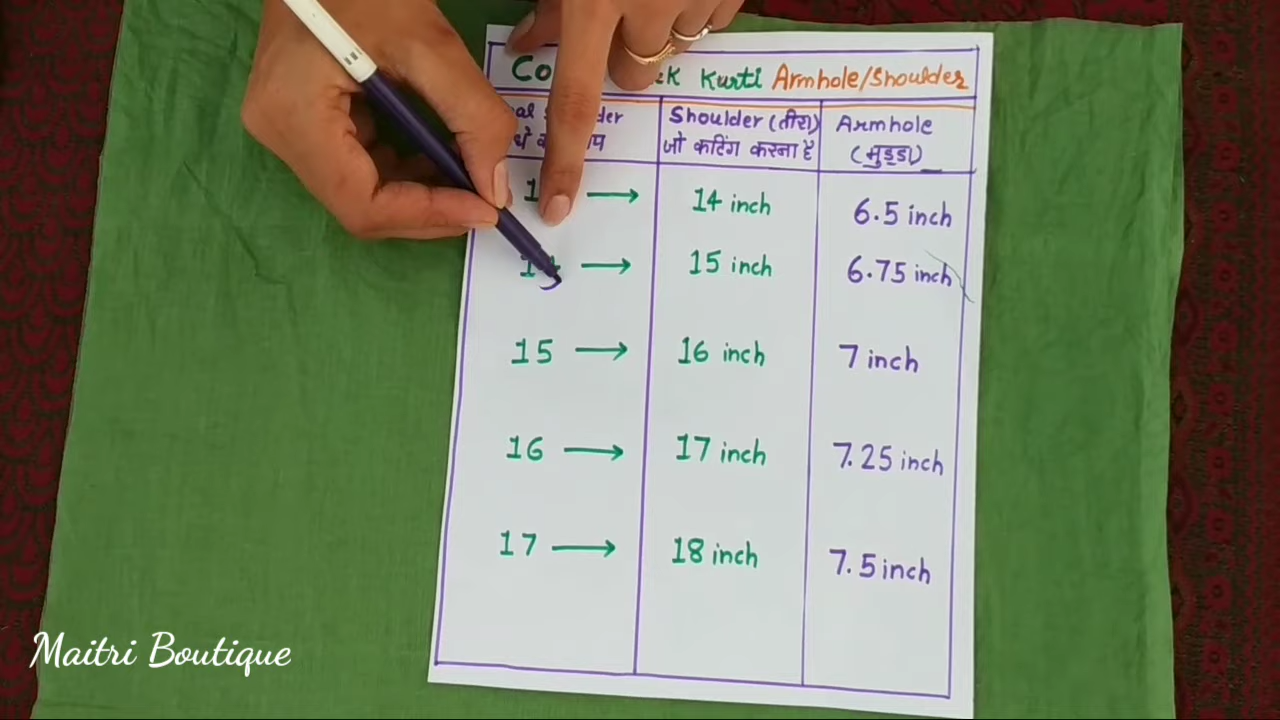 Kurti Armhole/Shoulder
Shoulder (तीरा)
जो कटिंग करना है
Armhole
(मुड्डा)
14 inch
6.5 inch
15 inch
6.75 inch
15 → 16 inch
7 inch
16 → 17 inch
7.25 inch
17 → 18 inch
7.5 inch
Maitri Boutique